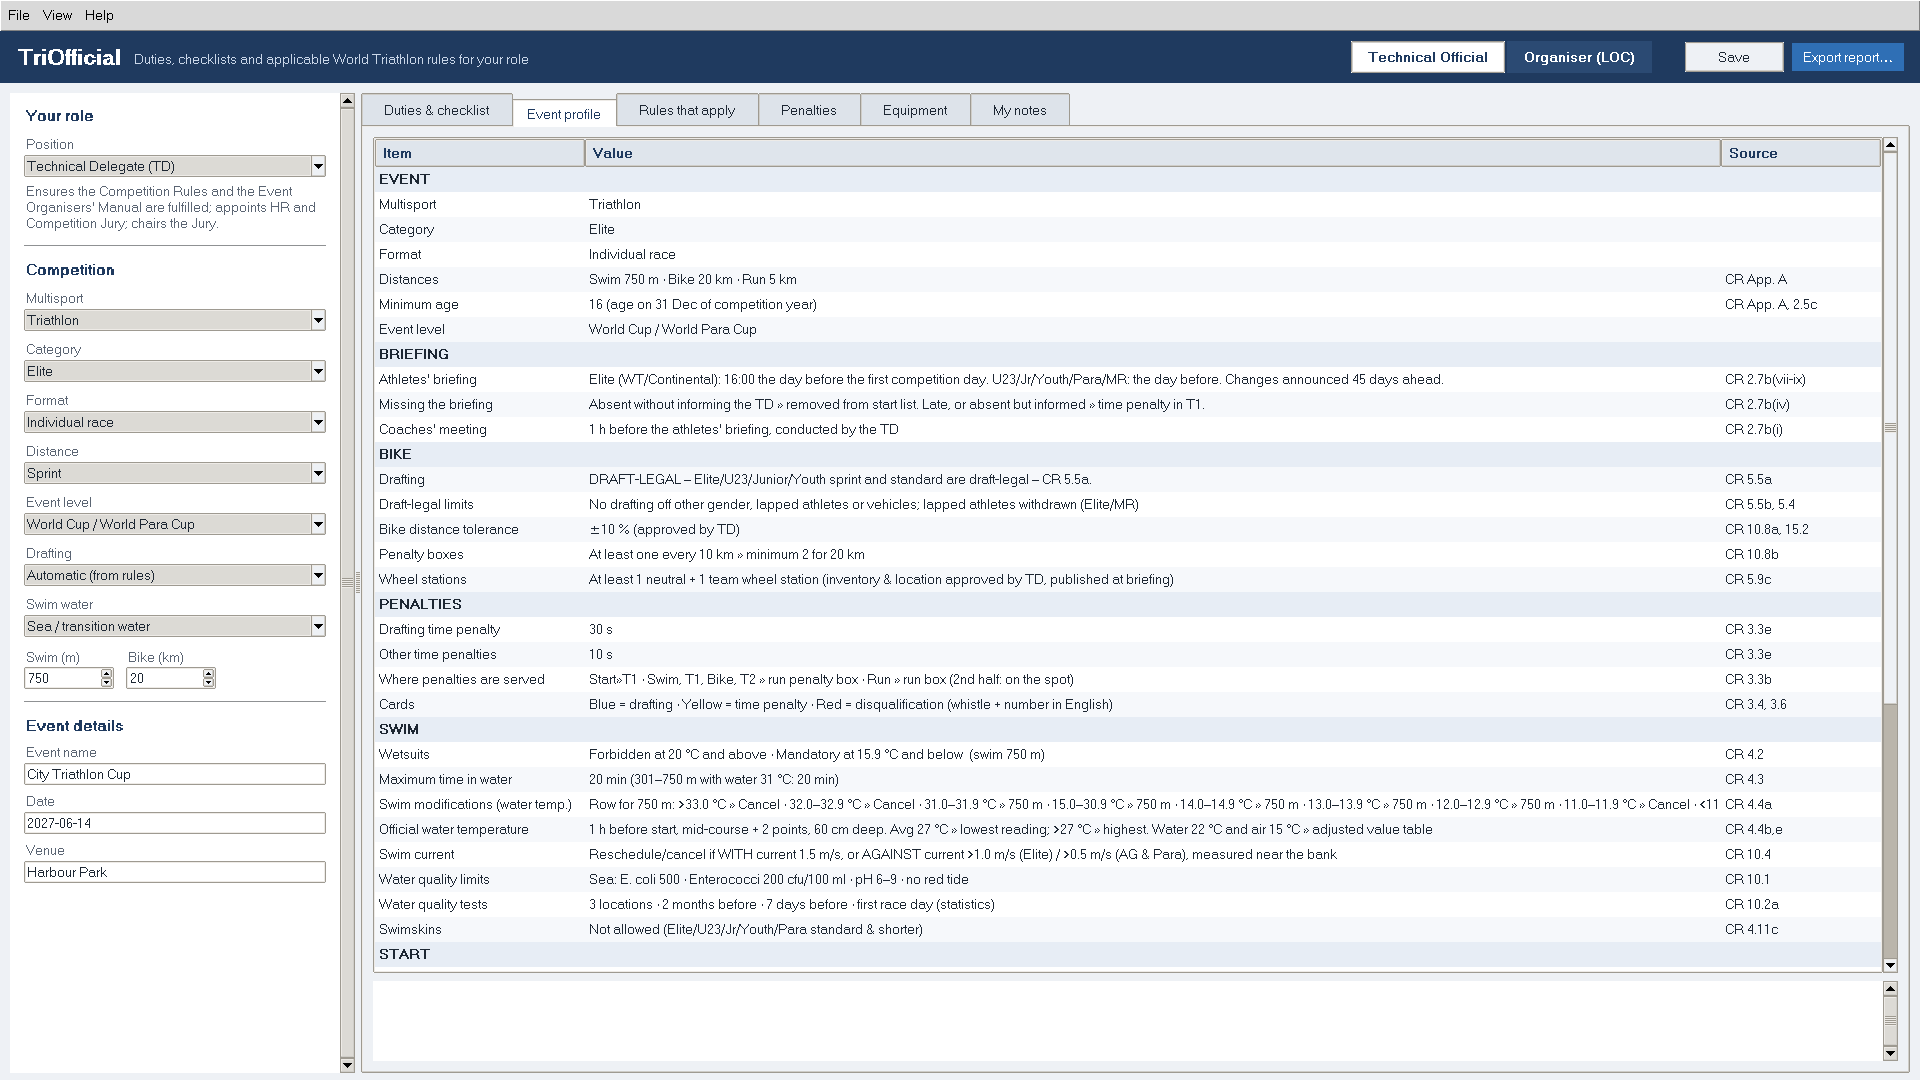 File View Help
TriOfficial Duties, checklists and applicable World Triathlon rules for your role Technical Official Organiser (LOC) Save Export report...
Your role
Position
Technical Delegate (TD)
Ensures the Competition Rules and the Event
Organisers' Manual are fulfilled; appoints HR and
Competition Jury; chairs the Jury.
Competition
Multisport
Triathlon
Category
Elite
Format
Individual race
Distance
Sprint
Event level
World Cup / World Para Cup
Drafting
Automatic (from rules)
Swim water
Sea / transition water
Swim (m) Bike (km)
750 20
Event details
Event name
City Triathlon Cup
Date
2027-06-14
Venue
Harbour Park
Duties & checklist Event profile Rules that apply Penalties Equipment My notes
Item Value Source
EVENT
Multisport Triathlon
Category Elite
Format Individual race
Distances Swim 750 m · Bike 20 km · Run 5 km CR App. A
Minimum age 16 (age on 31 Dec of competition year) CR App. A, 2.5c
Event level World Cup / World Para Cup
BRIEFING
Athletes' briefing Elite (WT/Continental): 16:00 the day before the first competition day. U23/Jr/Youth/Para/MR: the day before. Changes announced 45 days ahead. CR 2.7b(vii-ix)
Missing the briefing Absent without informing the TD » removed from start list. Late, or absent but informed » time penalty in T1. CR 2.7b(iv)
Coaches' meeting 1 h before the athletes' briefing, conducted by the TD CR 2.7b(i)
BIKE
Drafting DRAFT-LEGAL – Elite/U23/Junior/Youth sprint and standard are draft-legal – CR 5.5a. CR 5.5a
Draft-legal limits No drafting off other gender, lapped athletes or vehicles; lapped athletes withdrawn (Elite/MR) CR 5.5b, 5.4
Bike distance tolerance ±10 % (approved by TD) CR 10.8a, 15.2
Penalty boxes At least one every 10 km » minimum 2 for 20 km CR 10.8b
Wheel stations At least 1 neutral + 1 team wheel station (inventory & location approved by TD, published at briefing) CR 5.9c
PENALTIES
Drafting time penalty 30 s CR 3.3e
Other time penalties 10 s CR 3.3e
Where penalties are served Start»T1 · Swim, T1, Bike, T2 » run penalty box · Run » run box (2nd half: on the spot) CR 3.3b
Cards Blue = drafting · Yellow = time penalty · Red = disqualification (whistle + number in English) CR 3.4, 3.6
SWIM
Wetsuits Forbidden at 20 °C and above · Mandatory at 15.9 °C and below (swim 750 m) CR 4.2
Maximum time in water 20 min (301–750 m with water 31 °C: 20 min) CR 4.3
Swim modifications (water temp.) Row for 750 m: >33.0 °C » Cancel · 32.0–32.9 °C » Cancel · 31.0–31.9 °C » 750 m · 15.0–30.9 °C » 750 m · 14.0–14.9 °C » 750 m · 13.0–13.9 °C » 750 m · 12.0–12.9 °C » 750 m · 11.0–11.9 °C » Cancel · <11 CR 4.4a
Official water temperature 1 h before start, mid-course + 2 points, 60 cm deep. Avg 27 °C » lowest reading; >27 °C » highest. Water 22 °C and air 15 °C » adjusted value table CR 4.4b,e
Swim current Reschedule/cancel if WITH current 1.5 m/s, or AGAINST current >1.0 m/s (Elite) / >0.5 m/s (AG & Para), measured near the bank CR 10.4
Water quality limits Sea: E. coli 500 · Enterococci 200 cfu/100 ml · pH 6–9 · no red tide CR 10.1
Water quality tests 3 locations · 2 months before · 7 days before · first race day (statistics) CR 10.2a
Swimskins Not allowed (Elite/U23/Jr/Youth/Para standard & shorter) CR 4.11c
START